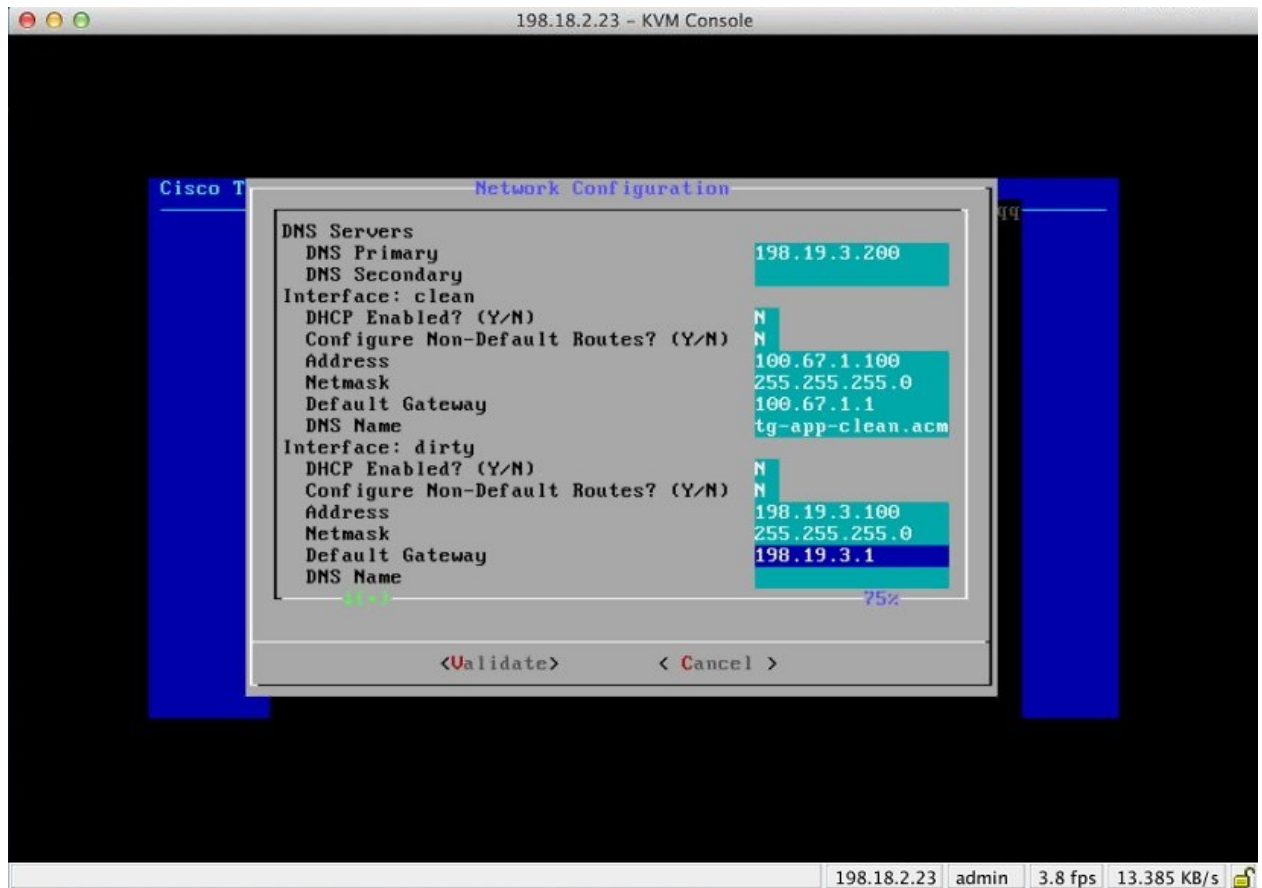 198.18.2.23 – KVM Console
Cisco T
Network Configuration
qq
DNS Servers
DNS Primary 198.19.3.200
DNS Secondary
Interface: clean
DHCP Enabled? (Y/N) N
Configure Non-Default Routes? (Y/N) N
Address 100.67.1.100
Netmask 255.255.255.0
Default Gateway 100.67.1.1
DNS Name tg-app-clean.acm
Interface: dirty
DHCP Enabled? (Y/N) N
Configure Non-Default Routes? (Y/N) N
Address 198.19.3.100
Netmask 255.255.255.0
Default Gateway 198.19.3.1
DNS Name
75%
<Validate> < Cancel >
198.18.2.23 admin 3.8 fps 13.385 KB/s